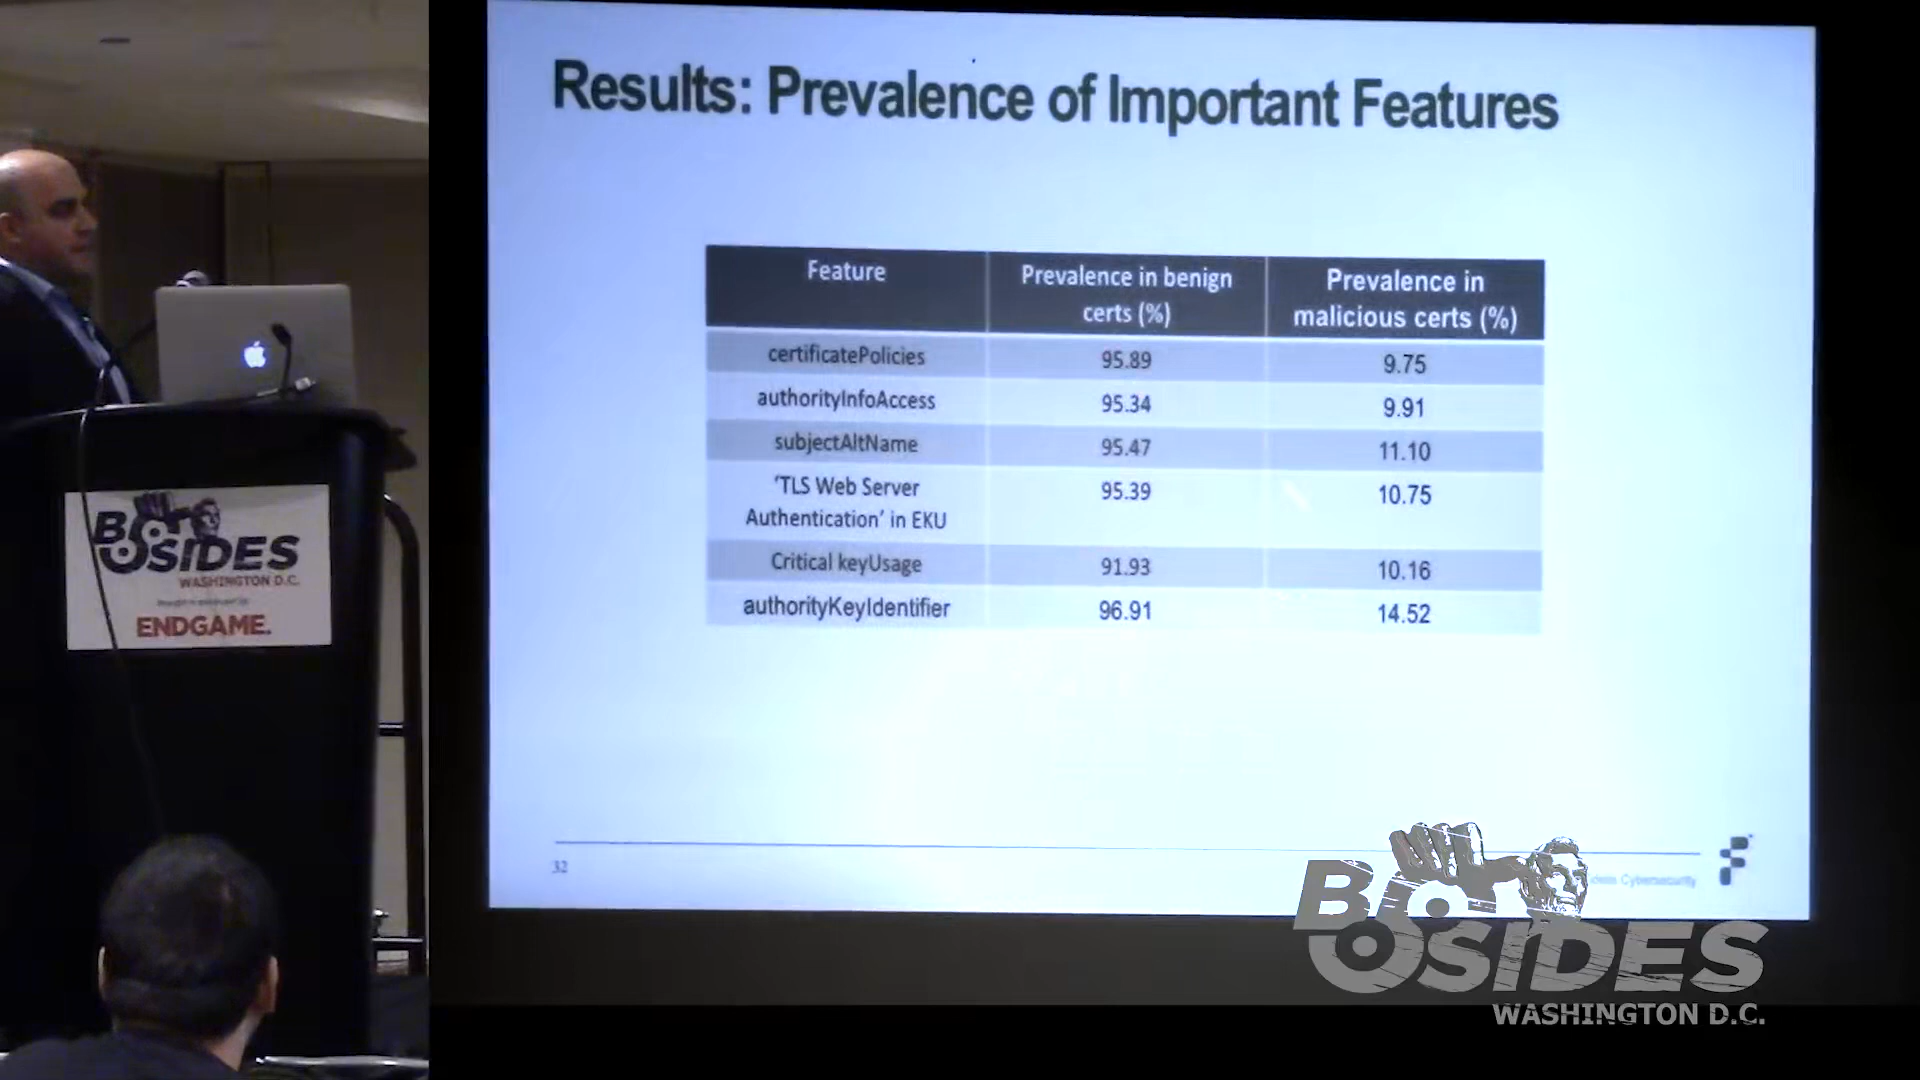 Results: Prevalence of Important Features
Feature
Prevalence in benign
certs (%)
Prevalence in
malicious certs (%)
certificatePolicies
95.89
9.75
authorityInfoAccess
95.34
9.91
subjectAltName
95.47
11.10
‘TLS Web Server
Authentication’ in EKU
95.39
10.75
Critical keyUsage
91.93
10.16
authorityKeyIdentifier
96.91
14.52
32
Cybersecurity
BSIDES
WASHINGTON D.C.
ENDGAME.
BSIDES
WASHINGTON D.C.